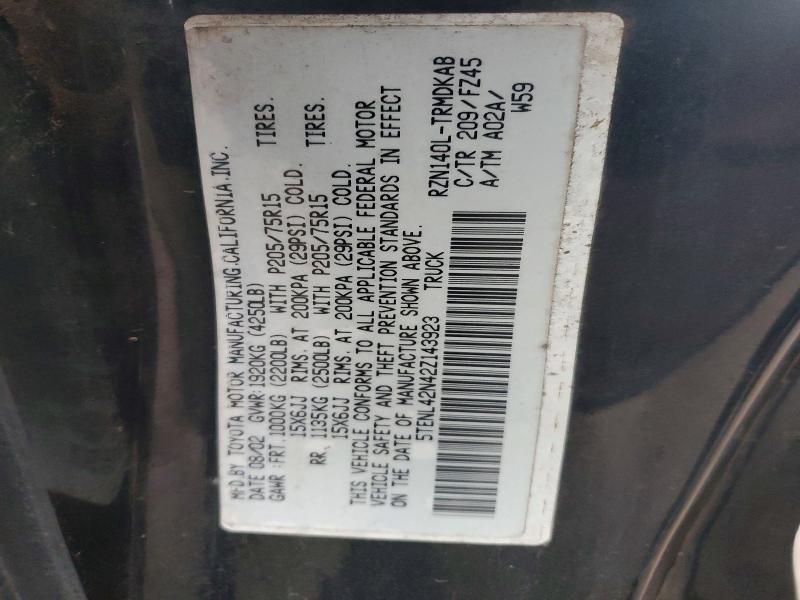 MFD.BY TOYOTA MOTOR MANUFACTURING,CALIFORNIA,INC.
DATE 08/02 GVWR:1920KG (4250LB)
GAWR :FRT.1000KG (2200LB) WITH P205/75R15 TIRES.
15X6JJ RIMS. AT 200KPA (29PSI) COLD.
RR. 1135KG (2500LB) WITH P205/75R15 TIRES.
15X6JJ RIMS. AT 200KPA (29PSI) COLD.
THIS VEHICLE CONFORMS TO ALL APPLICABLE FEDERAL MOTOR
VEHICLE SAFETY AND THEFT PREVENTION STANDARDS IN EFFECT
ON THE DATE OF MANUFACTURE SHOWN ABOVE.
5TENL42N42Z143923 TRUCK
RZN140L-TRMDKAB
C/TR 209/FZ45
A/TM A02A/
W59